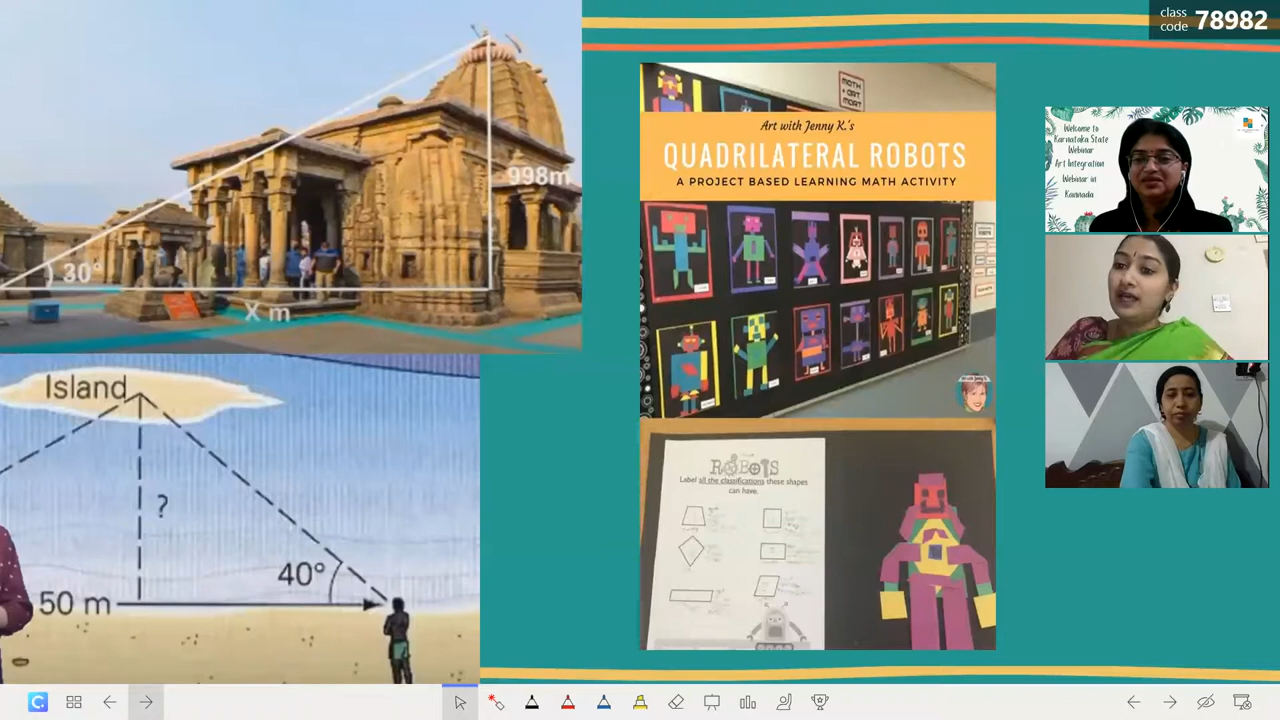 class
code 78982
998m
30°
X m
Island
?
40°
50 m
MATH
+ ART
Art with Jenny K.'s
QUADRILATERAL ROBOTS
A PROJECT BASED LEARNING MATH ACTIVITY
ROBOTS
Label all the classifications these shapes
can have.
Welcome to
Karnataka State
Webinar
Art Integration
Webinar in
Kannada